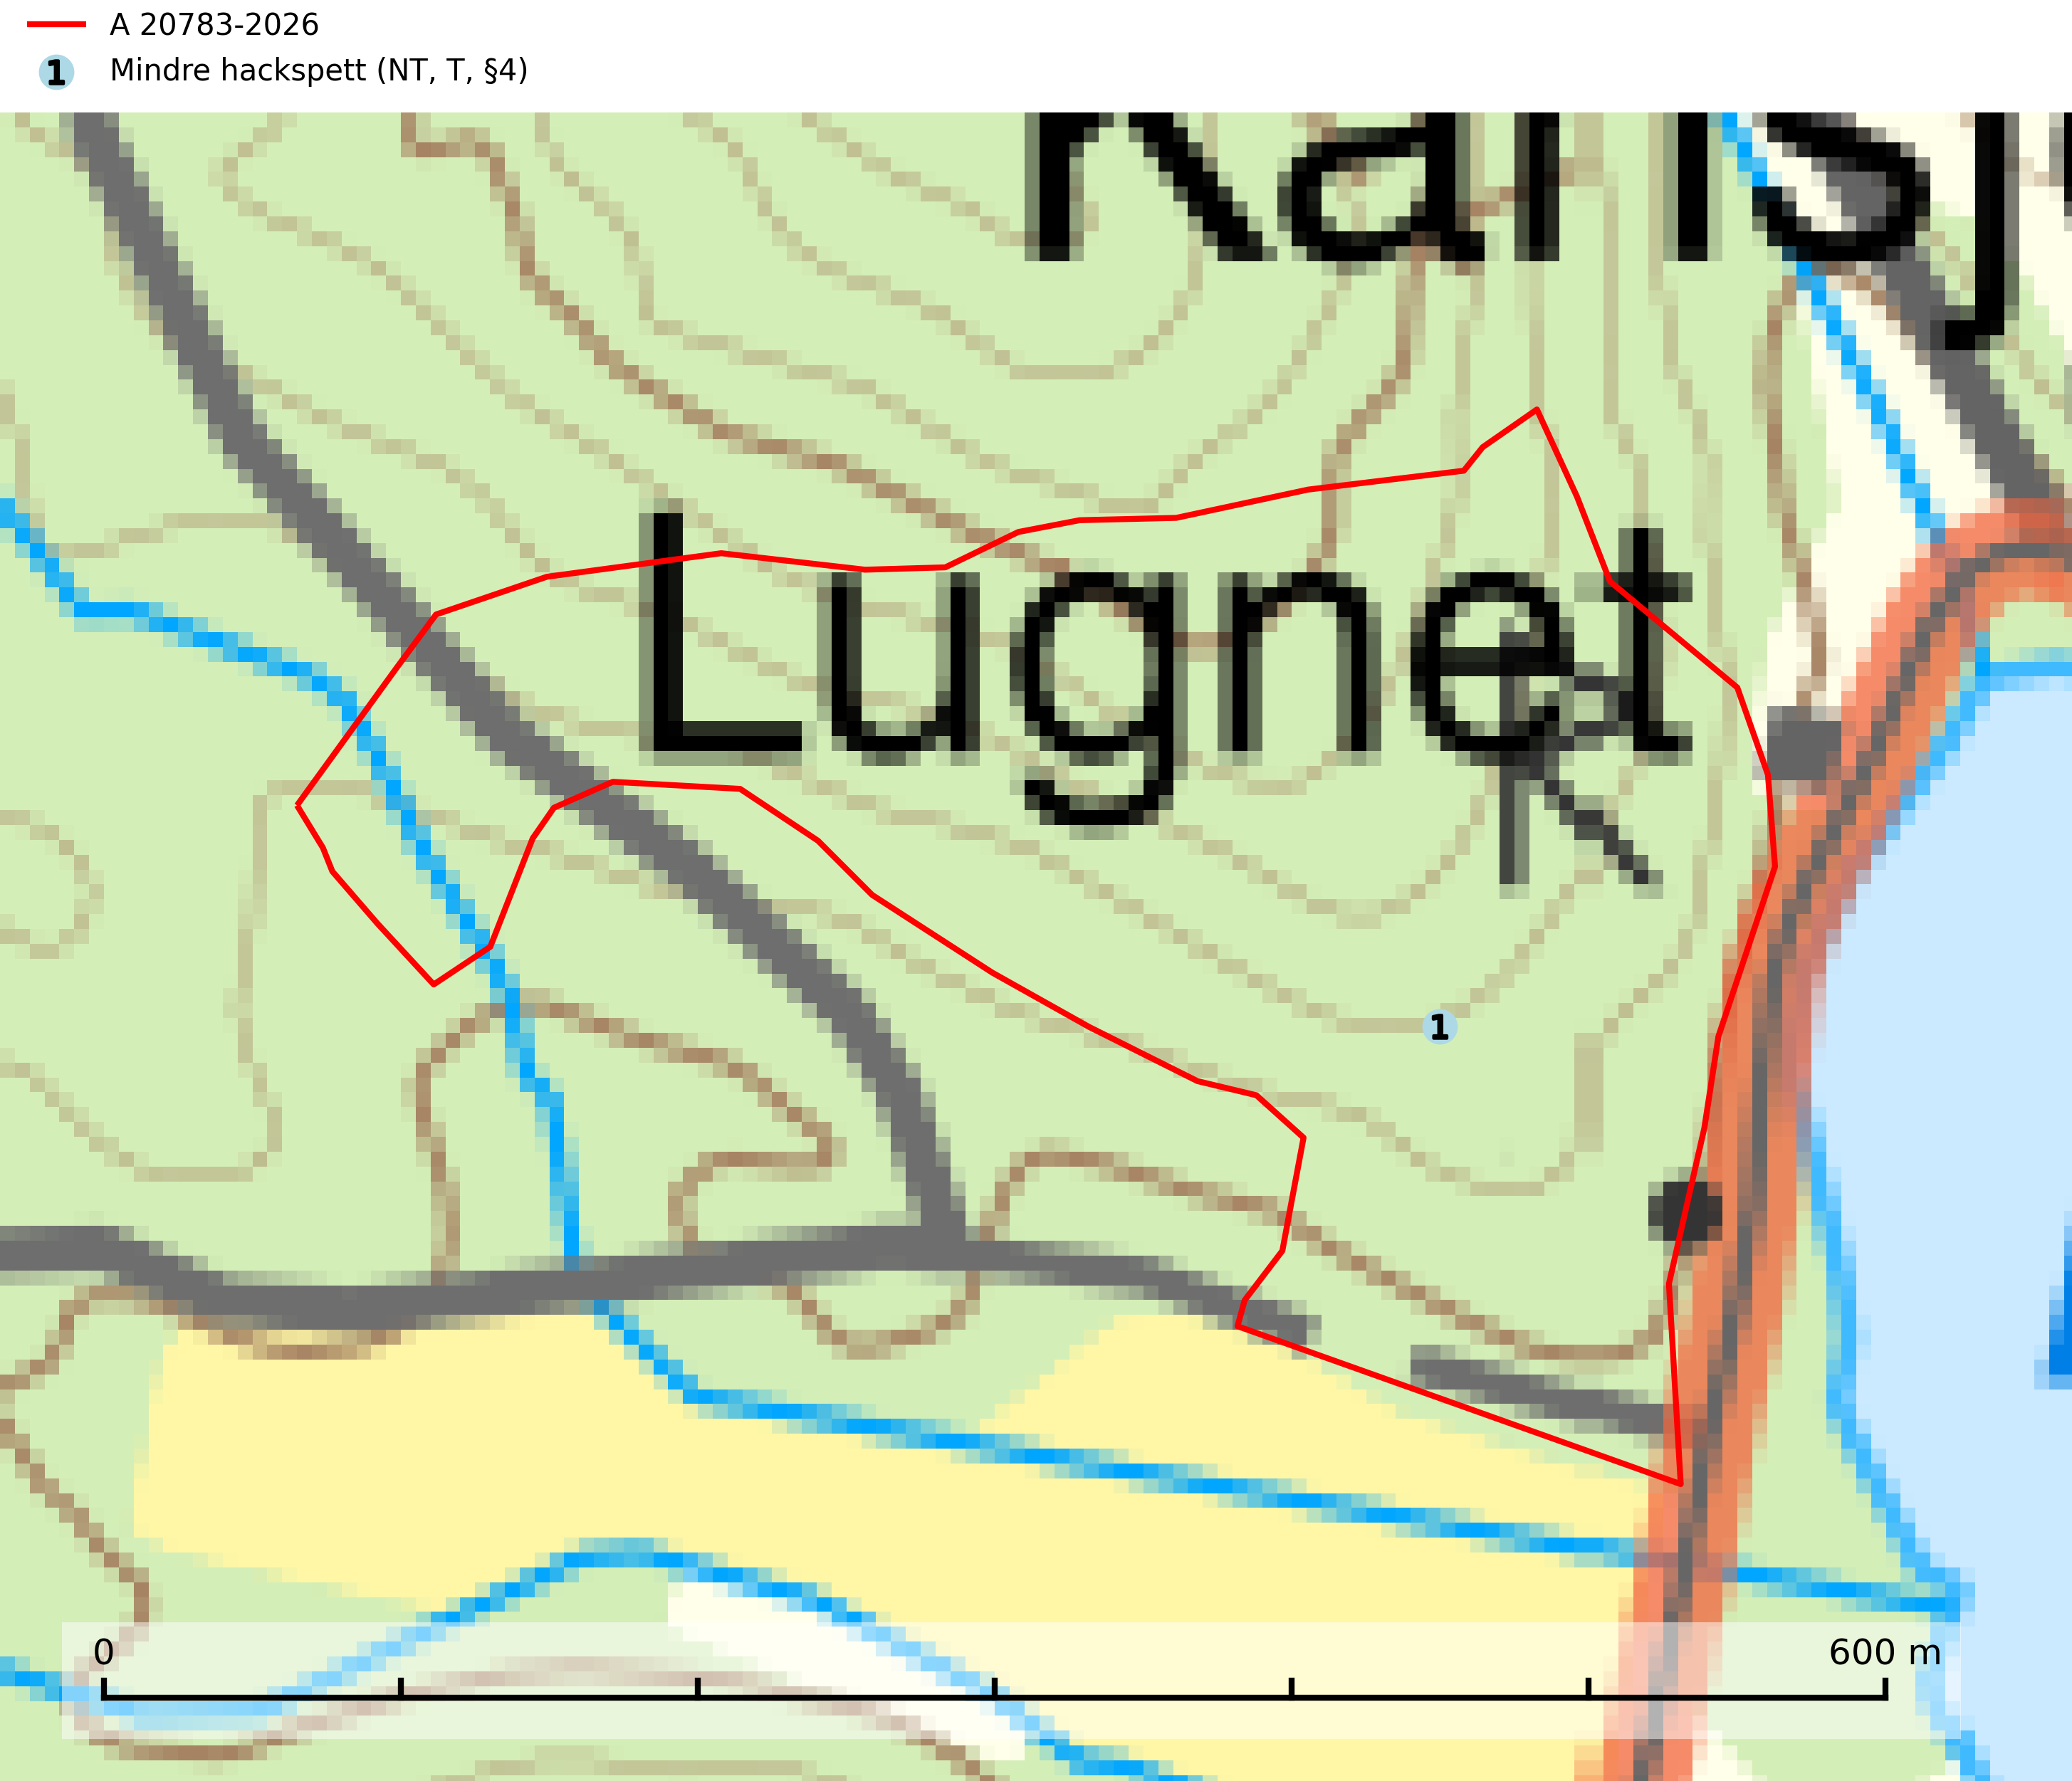 A 20783-2026
1 Mindre hackspett (NT, T, §4)
Lugnet
R
1
0
600 m